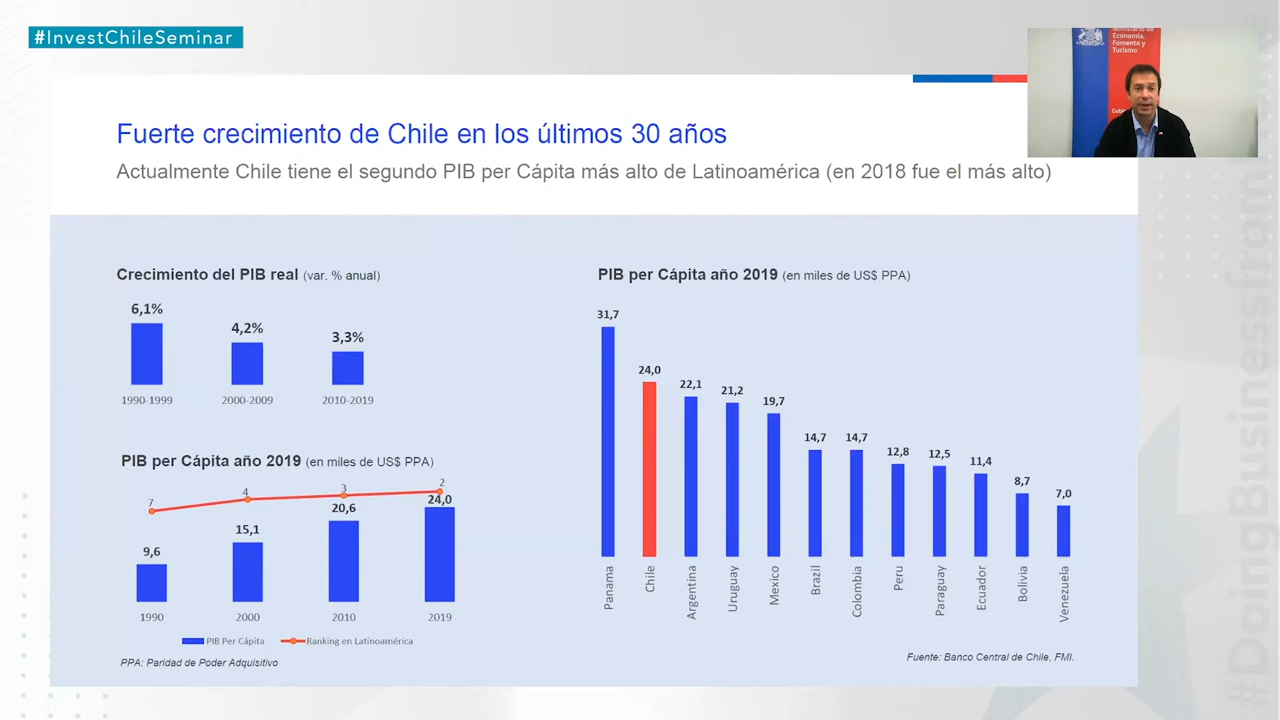 #InvestChileSeminar
Ministerio de
Economía,
Fomento y
Turismo
Fuerte crecimiento de Chile en los últimos 30 años
Actualmente Chile tiene el segundo PIB per Cápita más alto de Latinoamérica (en 2018 fue el más alto)
Crecimiento del PIB real (var. % anual)
6,1%
4,2%
3,3%
1990-1999
2000-2009
2010-2019
PIB per Cápita año 2019 (en miles de US$ PPA)
7
4
3
2
9,6
15,1
20,6
24,0
1990
2000
2010
2019
PIB Per Cápita
Ranking en Latinoamérica
PPA: Paridad de Poder Adquisitivo
PIB per Cápita año 2019 (en miles de US$ PPA)
31,7
24,0
22,1
21,2
19,7
14,7
14,7
12,8
12,5
11,4
8,7
7,0
Panama
Chile
Argentina
Uruguay
Mexico
Brazil
Colombia
Peru
Paraguay
Ecuador
Bolivia
Venezuela
Fuente: Banco Central de Chile, FMI.
#DoingBusinessfrom